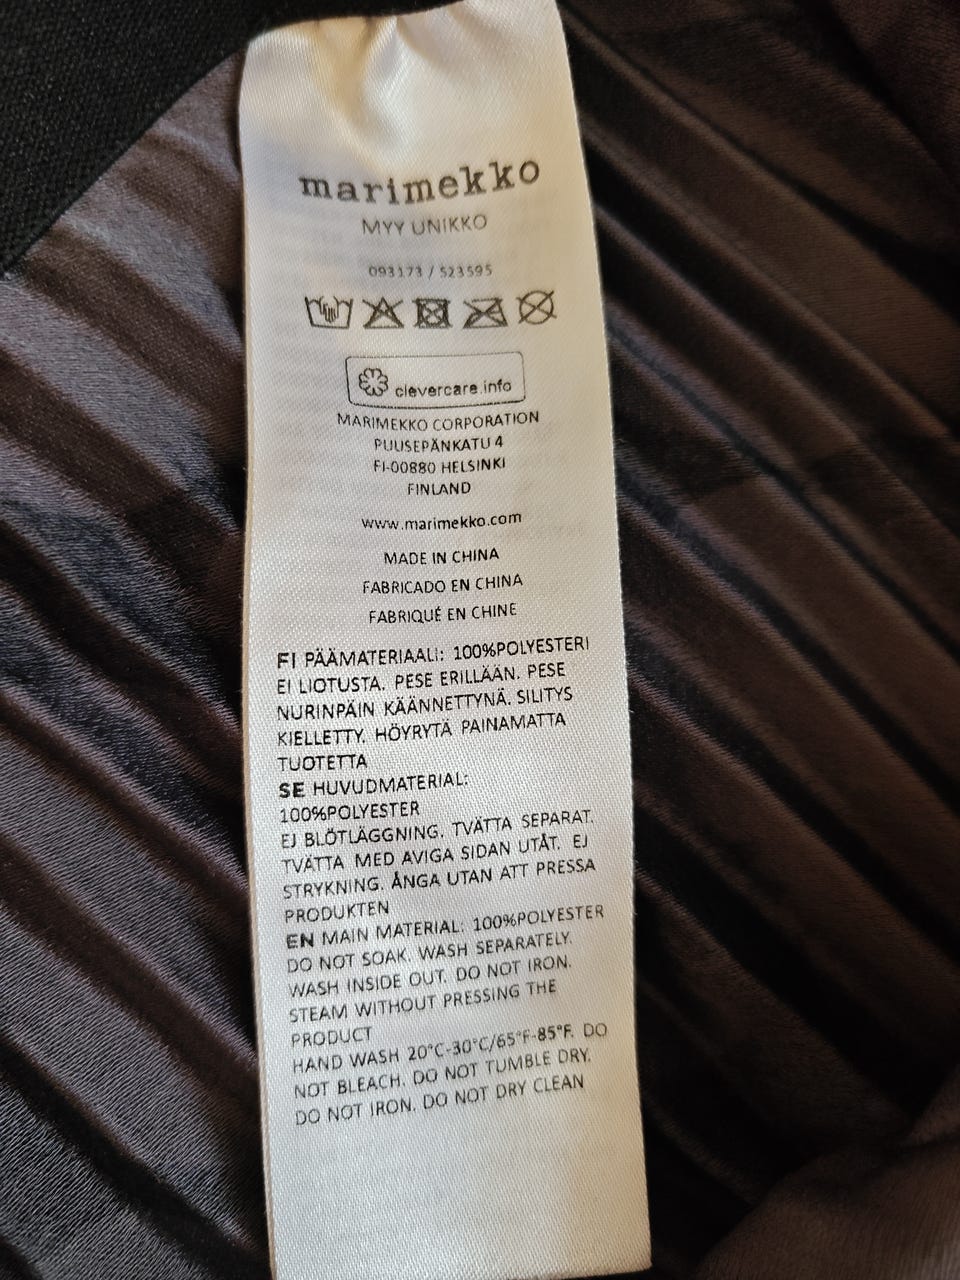 marimekko
MYY UNIKKO
093173 / 523595
clevercare.info
MARIMEKKO CORPORATION
PUUSEPÄNKATU 4
FI-00880 HELSINKI
FINLAND
www.marimekko.com
MADE IN CHINA
FABRICADO EN CHINA
FABRIQUÉ EN CHINE
FI PÄÄMATERIAALI: 100%POLYESTERI
EI LIOTUSTA. PESE ERILLÄÄN. PESE
NURINPÄIN KÄÄNNETTYNÄ. SILITYS
KIELLETTY. HÖYRYTÄ PAINAMATTA
TUOTETTA
SE HUVUDMATERIAL:
100%POLYESTER
EJ BLÖTLÄGGNING. TVÄTTA SEPARAT.
TVÄTTA MED AVIGA SIDAN UTÅT. EJ
STRYKNING. ÅNGA UTAN ATT PRESSA
PRODUKTEN
EN MAIN MATERIAL: 100%POLYESTER
DO NOT SOAK. WASH SEPARATELY.
WASH INSIDE OUT. DO NOT IRON.
STEAM WITHOUT PRESSING THE
PRODUCT
HAND WASH 20°C-30°C/65°F-85°F. DO
NOT BLEACH. DO NOT TUMBLE DRY.
DO NOT IRON. DO NOT DRY CLEAN